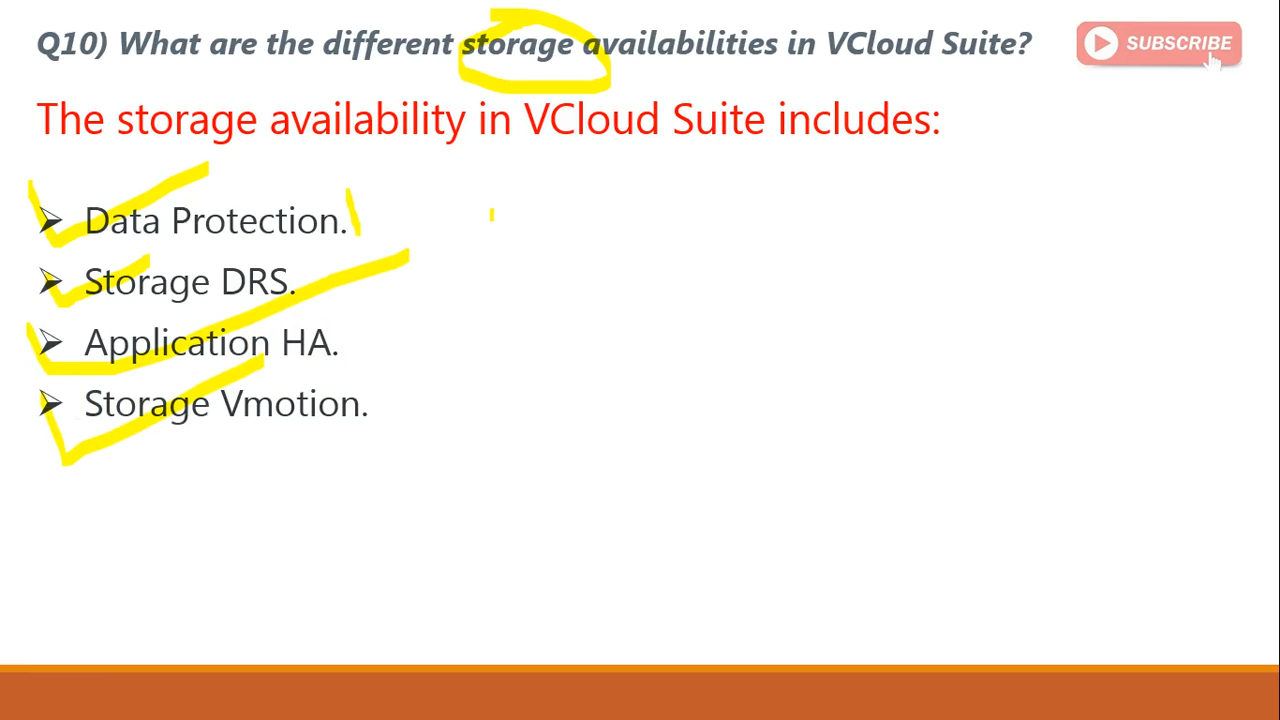 Q10) What are the different storage availabilities in VCloud Suite?
SUBSCRIBE
The storage availability in VCloud Suite includes:
Data Protection.
Storage DRS.
Application HA.
Storage Vmotion.